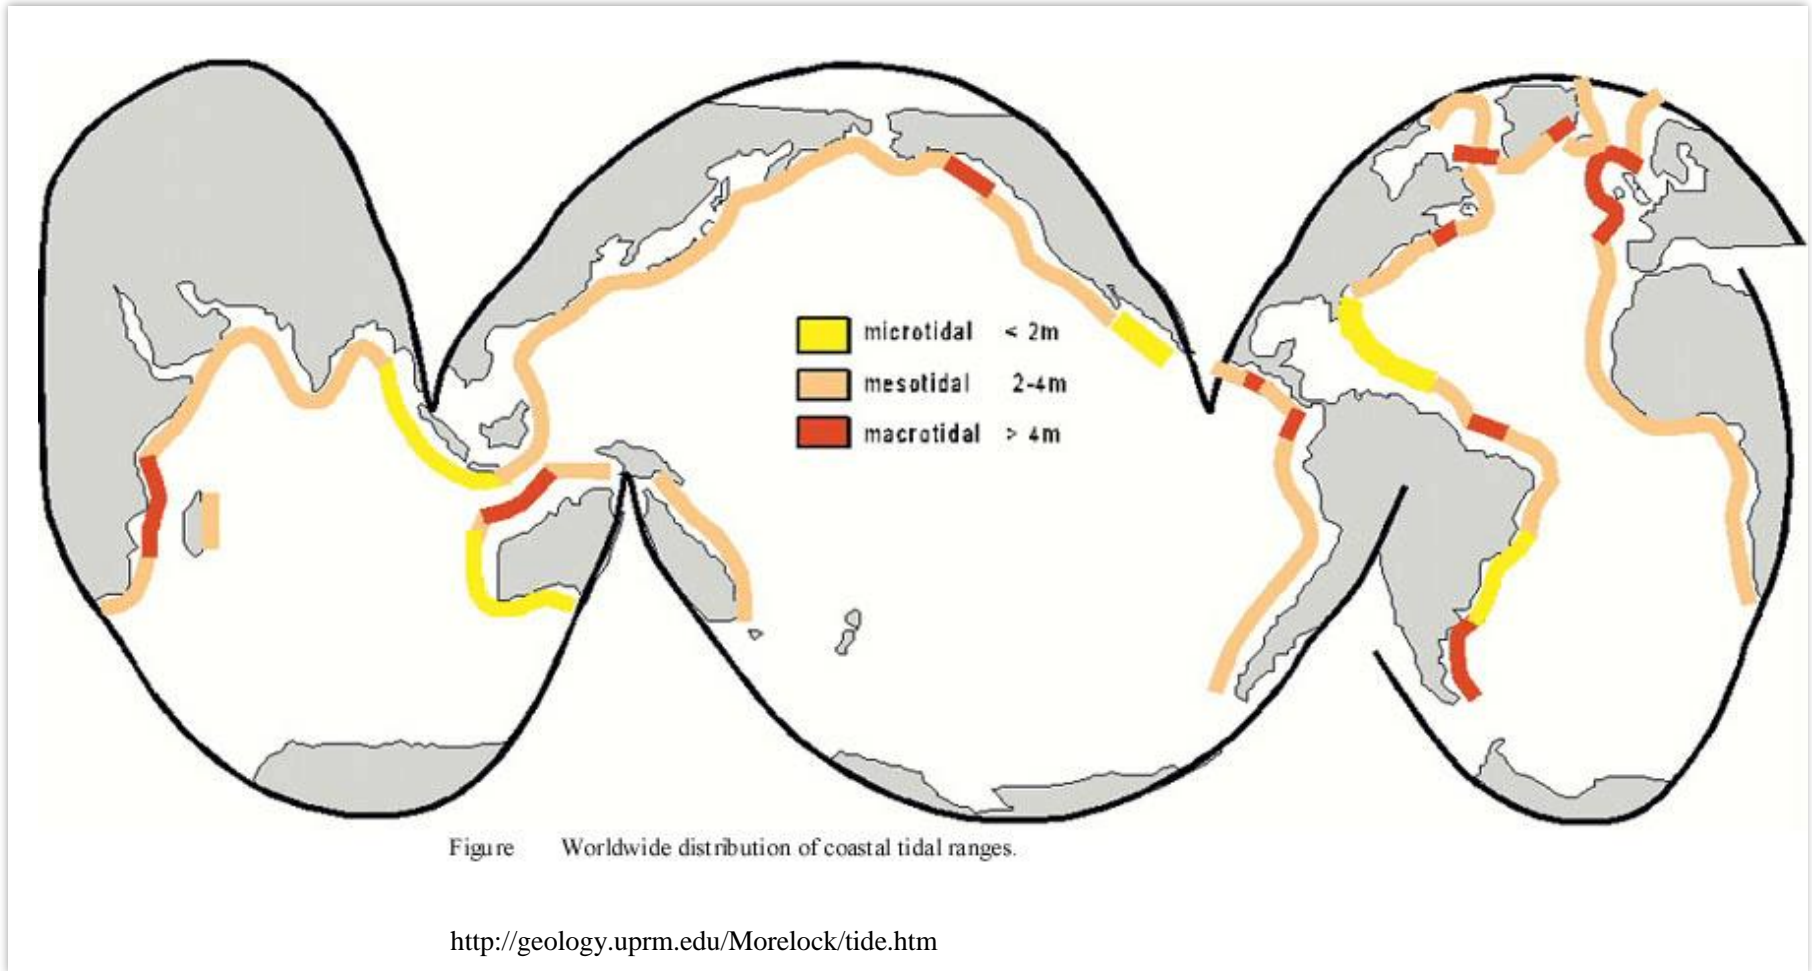 microtidal < 2m
mesotidal 2-4m
macrotidal > 4m
Figure Worldwide distribution of coastal tidal ranges.
http://geology.uprm.edu/Morelock/tide.htm